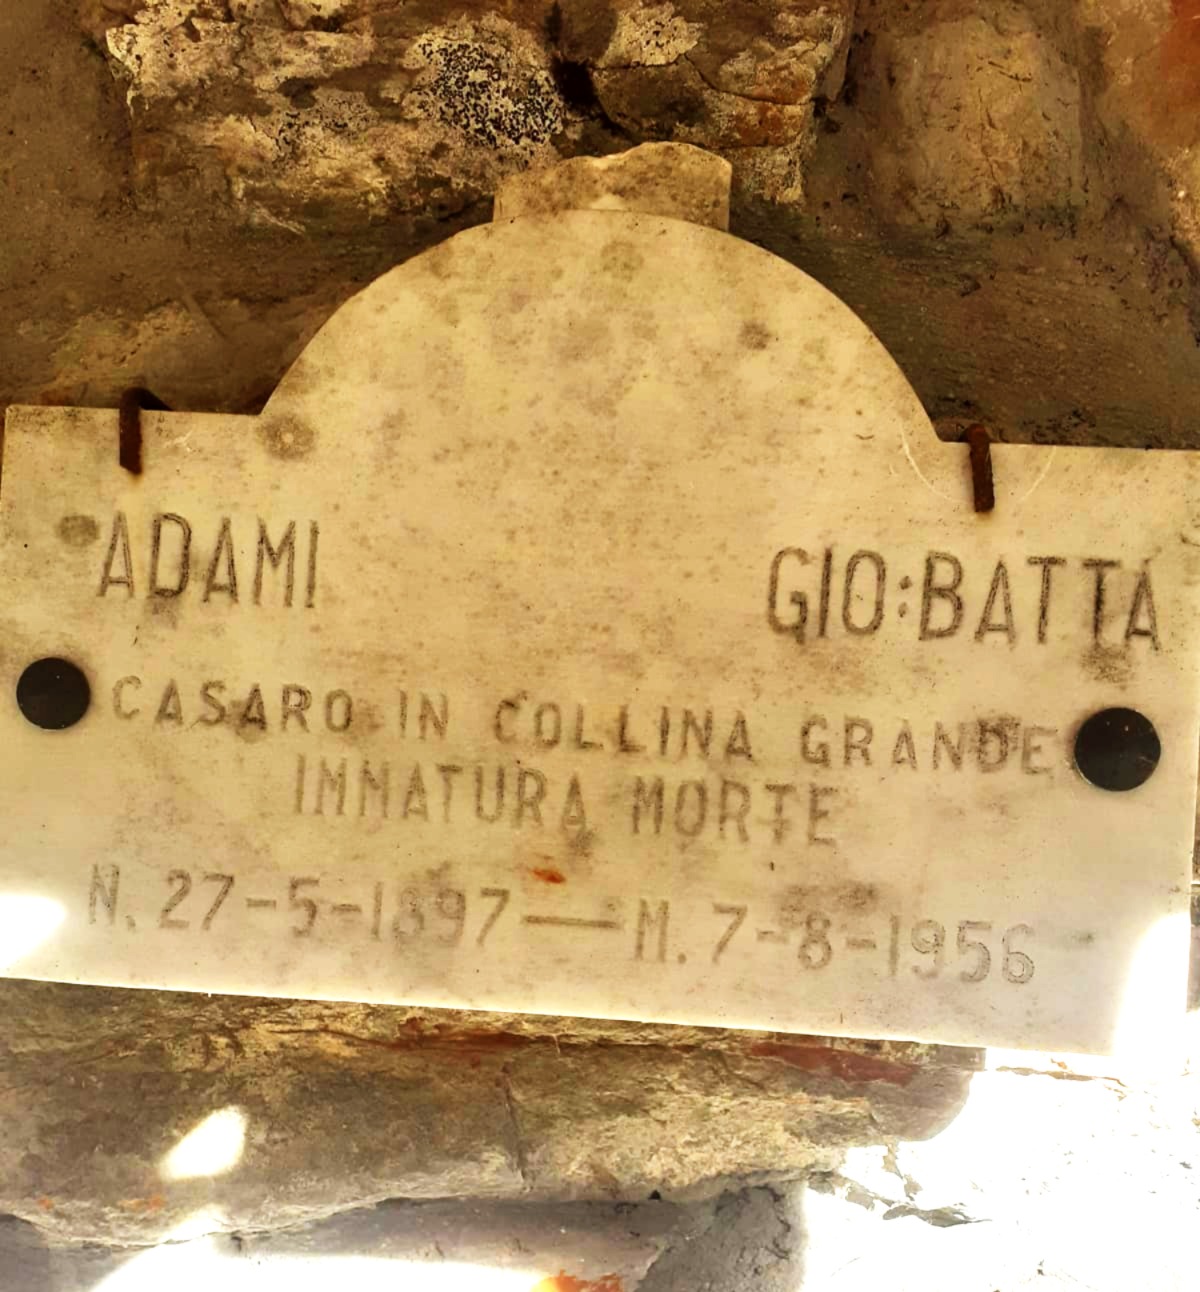 ADAMI GIO:BATTA
CASARO IN COLLINA GRANDE
IMMATURA MORTE
N. 27-5-1897 — M. 7-8-1956